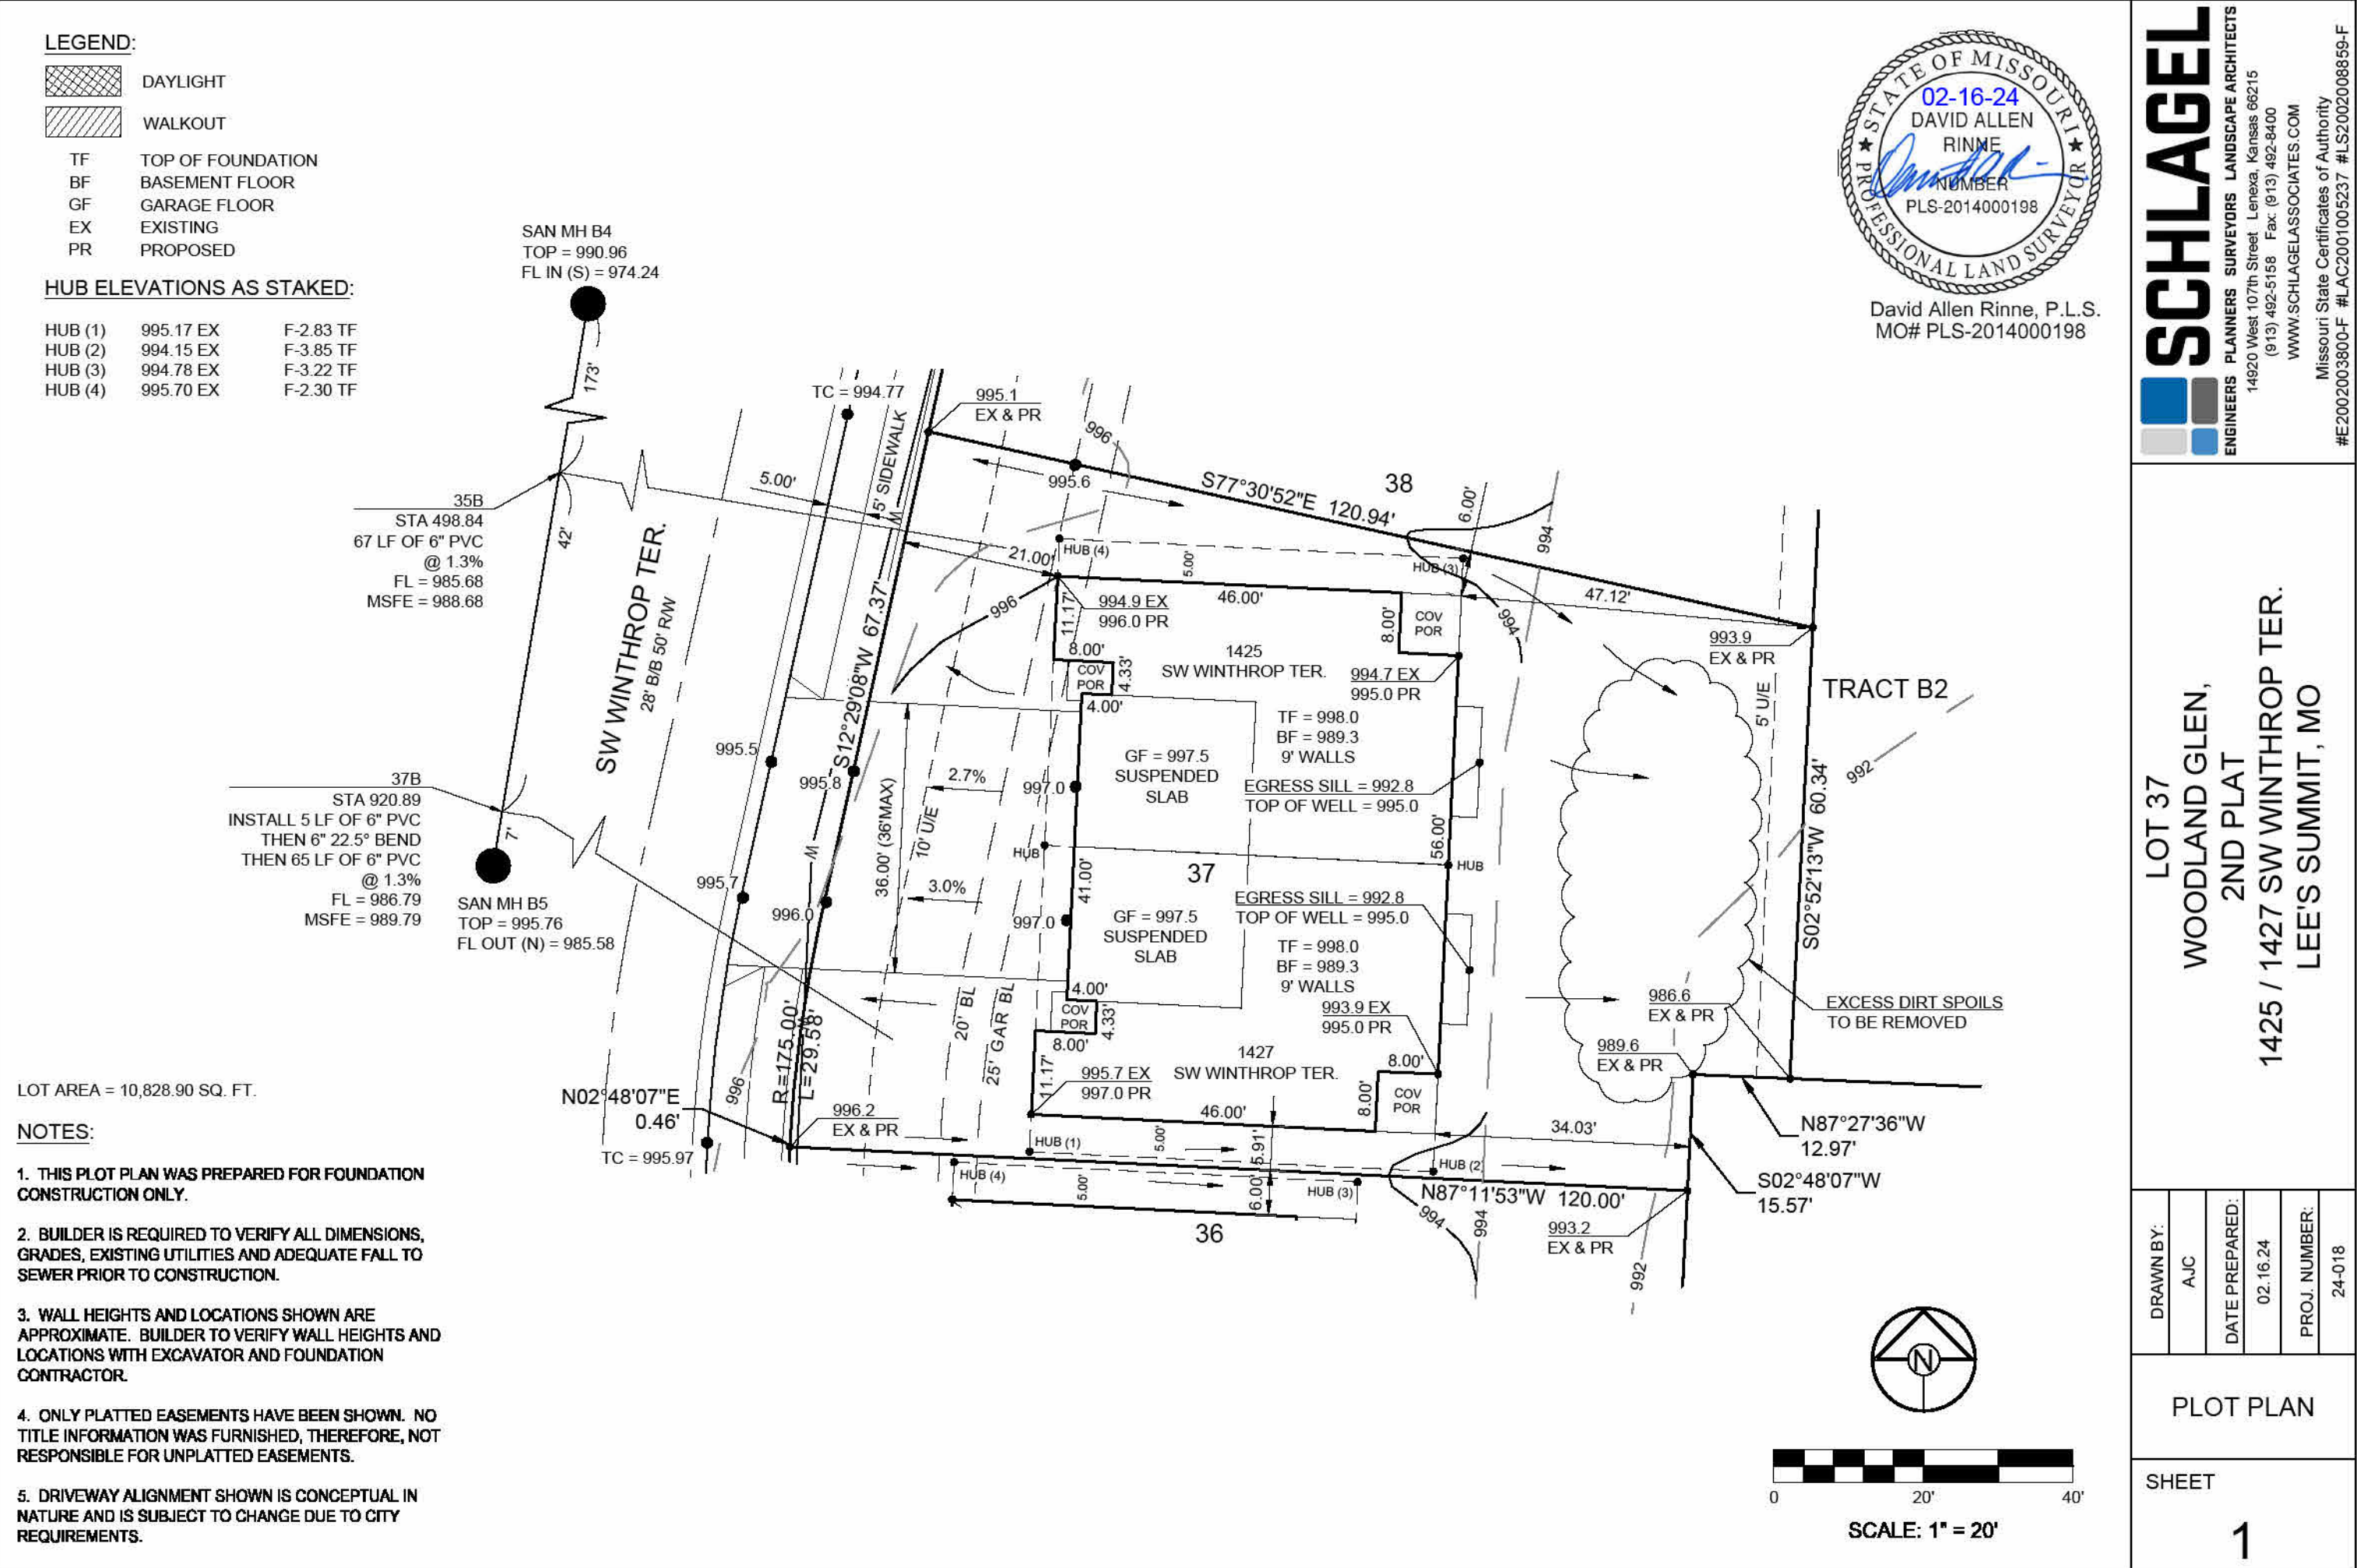 LEGEND:
DAYLIGHT
WALKOUT
TF TOP OF FOUNDATION
BF BASEMENT FLOOR
GF GARAGE FLOOR
EX EXISTING
PR PROPOSED
HUB ELEVATIONS AS STAKED:
HUB (1) 995.17 EX F-2.83 TF
HUB (2) 994.15 EX F-3.85 TF
HUB (3) 994.78 EX F-3.22 TF
HUB (4) 995.70 EX F-2.30 TF
SAN MH B4
TOP = 990.96
FL IN (S) = 974.24
173'
42'
7'
35B
STA 498.84
67 LF OF 6" PVC
@ 1.3%
FL = 985.68
MSFE = 988.68
37B
STA 920.89
INSTALL 5 LF OF 6" PVC
THEN 6" 22.5° BEND
THEN 65 LF OF 6" PVC
@ 1.3%
FL = 986.79
MSFE = 989.79
SAN MH B5
TOP = 995.76
FL OUT (N) = 985.58
SW WINTHROP TER.
28' B/B 50' R/W
TC = 994.77
5' SIDEWALK
W
5.00'
995.1
EX & PR
996
995.6
S77°30'52"E 120.94'
38
6.00'
994
21.00'
HUB (4)
5.00'
HUB (3)
46.00'
47.12'
996
11.17'
994.9 EX
996.0 PR
8.00'
COV
POR
994
8.00'
COV
POR
4.33'
4.00'
1425
SW WINTHROP TER.
994.7 EX
995.0 PR
993.9
EX & PR
S12°29'08"W 67.37'
TF = 998.0
BF = 989.3
9' WALLS
GF = 997.5
SUSPENDED
SLAB
EGRESS SILL = 992.8
TOP OF WELL = 995.0
5' U/E
TRACT B2
992
995.5
995.8
2.7%
997.0
36.00' (36'MAX)
10' U/E
W
HUB
56.00'
HUB
37
41.00'
S02°52'13"W 60.34'
995.7
996.0
3.0%
997.0
GF = 997.5
SUSPENDED
SLAB
EGRESS SILL = 992.8
TOP OF WELL = 995.0
TF = 998.0
BF = 989.3
9' WALLS
20' BL
25' GAR BL
4.00'
COV
POR
4.33'
8.00'
993.9 EX
995.0 PR
986.6
EX & PR
EXCESS DIRT SPOILS
TO BE REMOVED
989.6
EX & PR
R=175.00'
L=29.58'
996
N02°48'07"E
0.46'
996.2
EX & PR
11.17'
995.7 EX
997.0 PR
1427
SW WINTHROP TER.
8.00'
8.00'
COV
POR
46.00'
34.03'
N87°27'36"W
12.97'
TC = 995.97
HUB (1)
5.00'
5.91'
HUB (2)
S02°48'07"W
15.57'
HUB (4)
5.00'
6.00'
HUB (3)
N87°11'53"W 120.00'
36
994
994
993.2
EX & PR
992
LOT AREA = 10,828.90 SQ. FT.
NOTES:
1. THIS PLOT PLAN WAS PREPARED FOR FOUNDATION
CONSTRUCTION ONLY.
2. BUILDER IS REQUIRED TO VERIFY ALL DIMENSIONS,
GRADES, EXISTING UTILITIES AND ADEQUATE FALL TO
SEWER PRIOR TO CONSTRUCTION.
3. WALL HEIGHTS AND LOCATIONS SHOWN ARE
APPROXIMATE. BUILDER TO VERIFY WALL HEIGHTS AND
LOCATIONS WITH EXCAVATOR AND FOUNDATION
CONTRACTOR.
4. ONLY PLATTED EASEMENTS HAVE BEEN SHOWN. NO
TITLE INFORMATION WAS FURNISHED, THEREFORE, NOT
RESPONSIBLE FOR UNPLATTED EASEMENTS.
5. DRIVEWAY ALIGNMENT SHOWN IS CONCEPTUAL IN
NATURE AND IS SUBJECT TO CHANGE DUE TO CITY
REQUIREMENTS.
STATE OF MISSOURI
02-16-24
DAVID ALLEN
RINNE
NUMBER
PLS-2014000198
PROFESSIONAL LAND SURVEYOR
David Allen Rinne, P.L.S.
MO# PLS-2014000198
N
0 20' 40'
SCALE: 1" = 20'
SCHLAGEL
ENGINEERS PLANNERS SURVEYORS LANDSCAPE ARCHITECTS
14920 West 107th Street Lenexa, Kansas 66215
(913) 492-5158 Fax: (913) 492-8400
WWW.SCHLAGELASSOCIATES.COM
Missouri State Certificates of Authority
#E2002003800-F #LAC2001005237 #LS2002008859-F
LOT 37
WOODLAND GLEN,
2ND PLAT
1425 / 1427 SW WINTHROP TER.
LEE'S SUMMIT, MO
DRAWN BY:
AJC
DATE PREPARED:
02.16.24
PROJ. NUMBER:
24-018
PLOT PLAN
SHEET
1